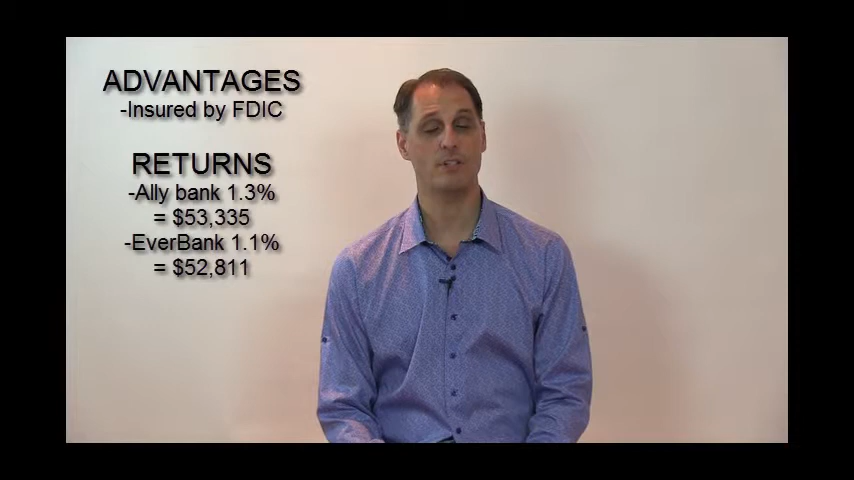 ADVANTAGES
-Insured by FDIC
RETURNS
-Ally bank 1.3%
= $53,335
-EverBank 1.1%
= $52,811